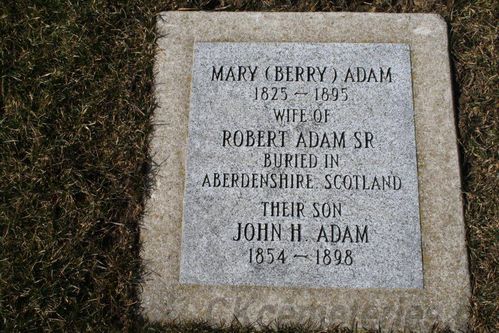 MARY (BERRY) ADAM
1825 ~ 1895
WIFE OF
ROBERT ADAM SR
BURIED IN
ABERDENSHIRE, SCOTLAND
THEIR SON
JOHN H. ADAM
1854 ~ 1898
CKcemeteries